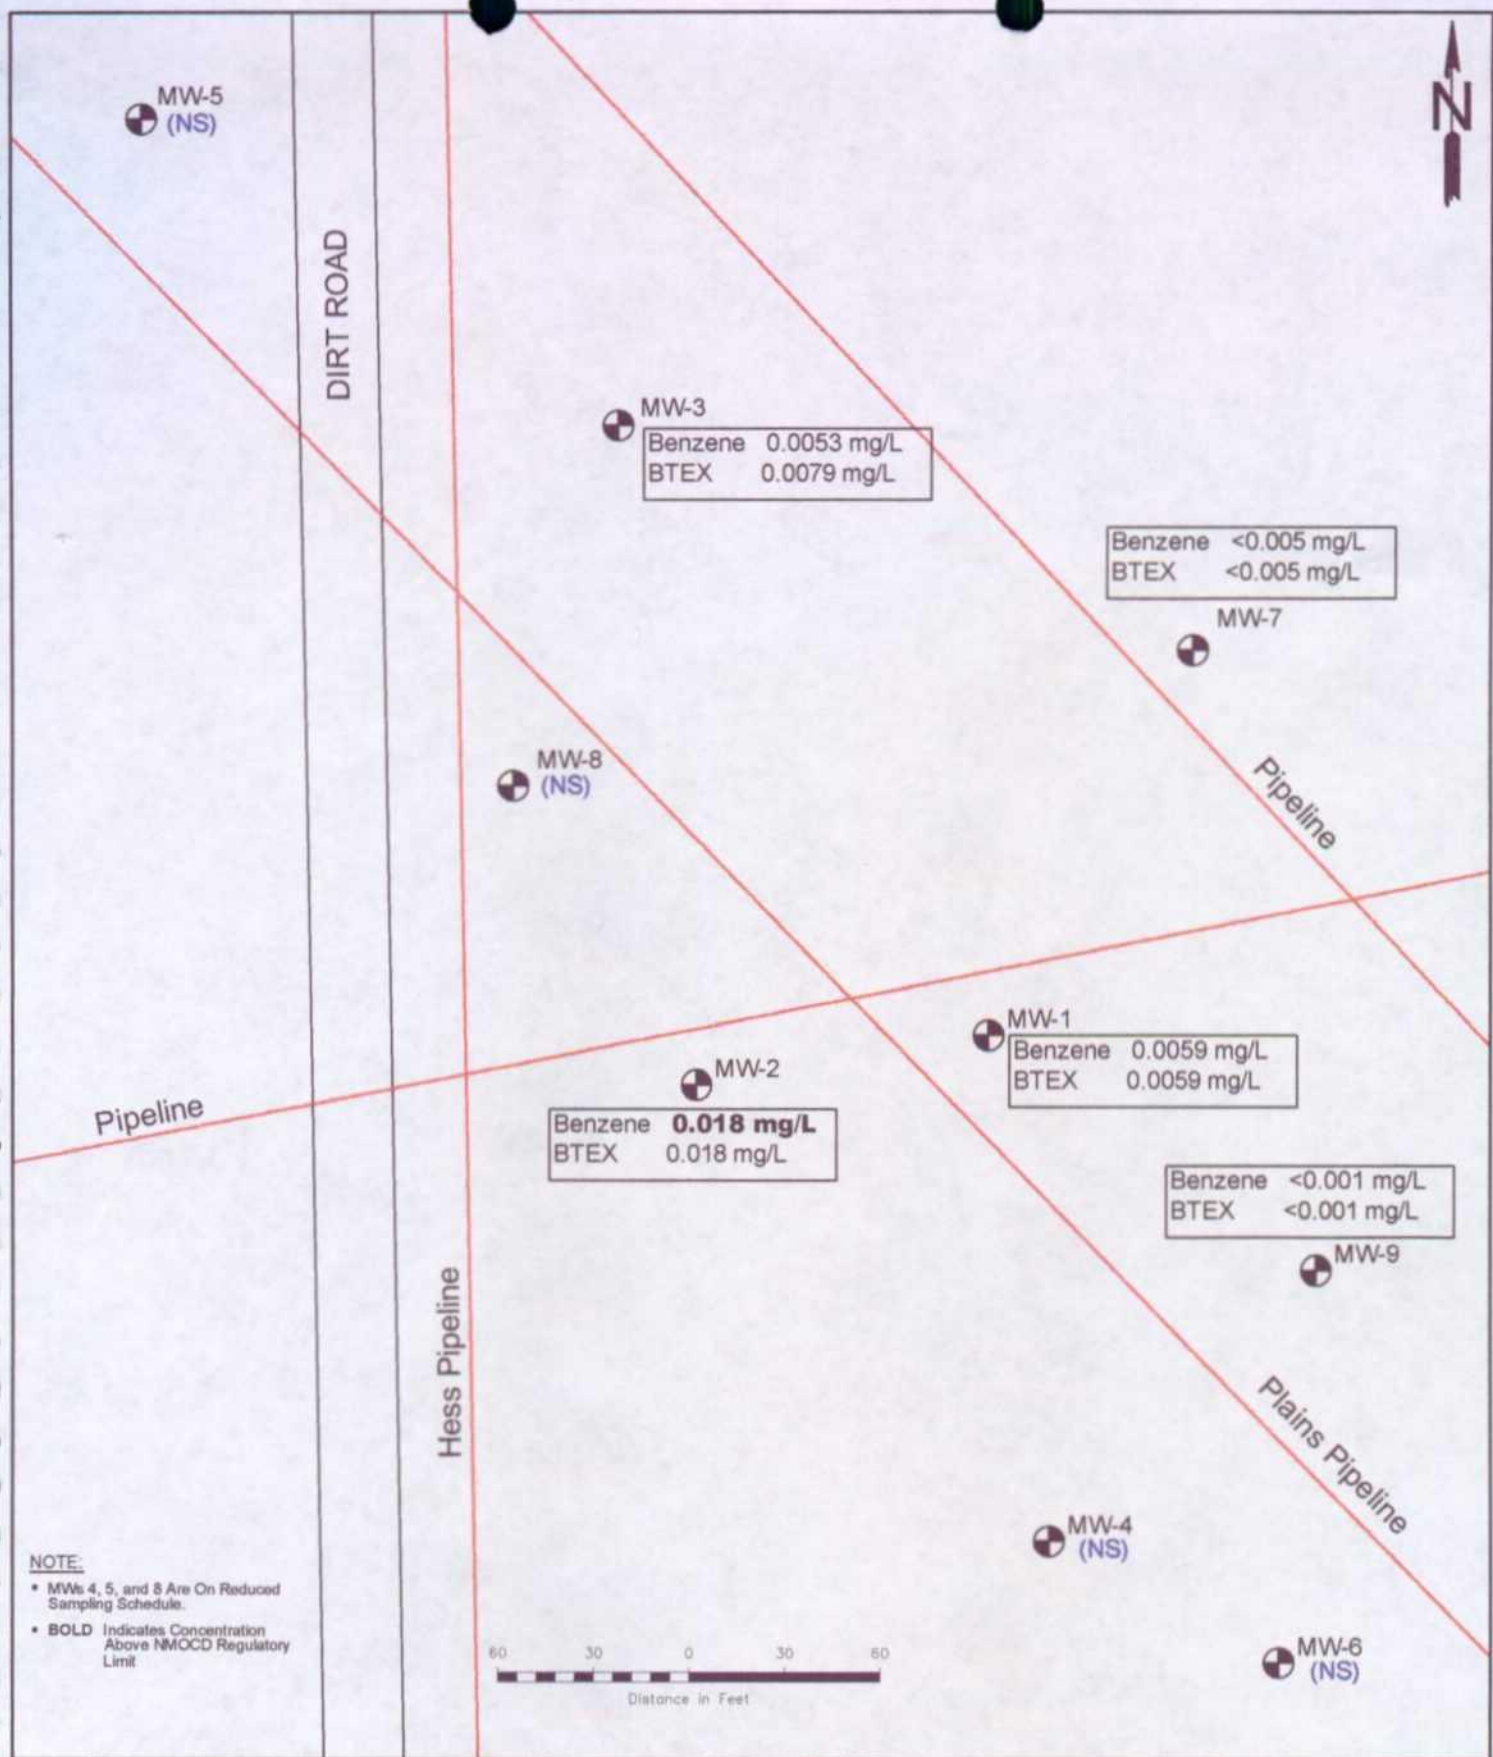 MW-5
(NS)
N
DIRT ROAD
MW-3
Benzene 0.0053 mg/L
BTEX 0.0079 mg/L
Benzene <0.005 mg/L
BTEX <0.005 mg/L
MW-7
MW-8
(NS)
Pipeline
MW-1
Benzene 0.0059 mg/L
BTEX 0.0059 mg/L
MW-2
Benzene 0.018 mg/L
BTEX 0.018 mg/L
Pipeline
Benzene <0.001 mg/L
BTEX <0.001 mg/L
MW-9
Hess Pipeline
Plains Pipeline
MW-4
(NS)
MW-6
(NS)
NOTE:
• MWs 4, 5, and 8 Are On Reduced
Sampling Schedule.
• BOLD Indicates Concentration
Above NMOCD Regulatory
Limit
60 30 0 30 60
Distance in Feet